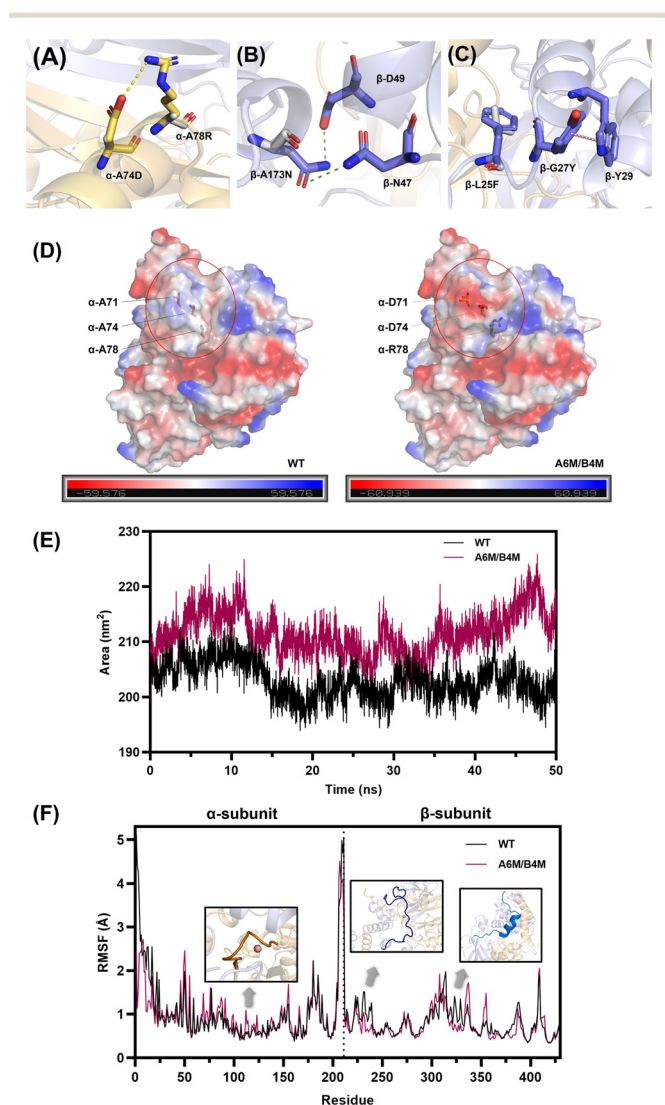 (A)
α-A78R
α-A74D
(B)
β-D49
β-A173N
β-N47
(C)
β-L25F
β-G27Y
β-Y29
(D)
α-A71
α-A74
α-A78
WT
-59.576 59.576
α-D71
α-D74
α-R78
A6M/B4M
-60.939 60.939
(E)
WT
A6M/B4M
Area (nm²)
230
220
210
200
190
0 10 20 30 40 50
Time (ns)
(F)
α-subunit β-subunit
WT
A6M/B4M
RMSF (Å)
5
4
3
2
1
0
0 50 100 150 200 250 300 350 400
Residue